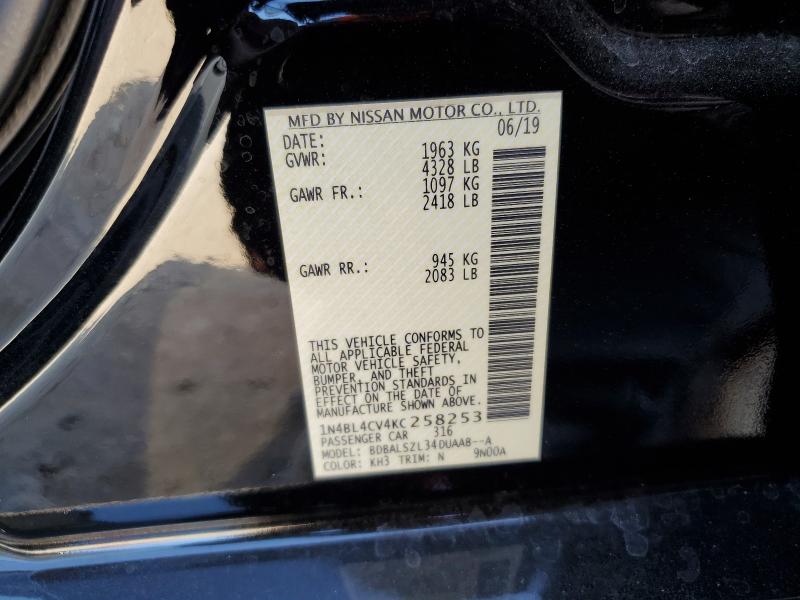 MFD BY NISSAN MOTOR CO., LTD.
DATE: 06/19
GVWR: 1963 KG
4328 LB
GAWR FR.: 1097 KG
2418 LB
GAWR RR.: 945 KG
2083 LB
THIS VEHICLE CONFORMS TO
ALL APPLICABLE FEDERAL
MOTOR VEHICLE SAFETY,
BUMPER, AND THEFT
PREVENTION STANDARDS IN
EFFECT ON THE DATE OF
MANUFACTURE SHOWN ABOVE.
1N4BL4CV4KC258253
PASSENGER CAR 316
MODEL: BDBALSZL34DUAAB--A
COLOR: KH3 TRIM: N 9N00A